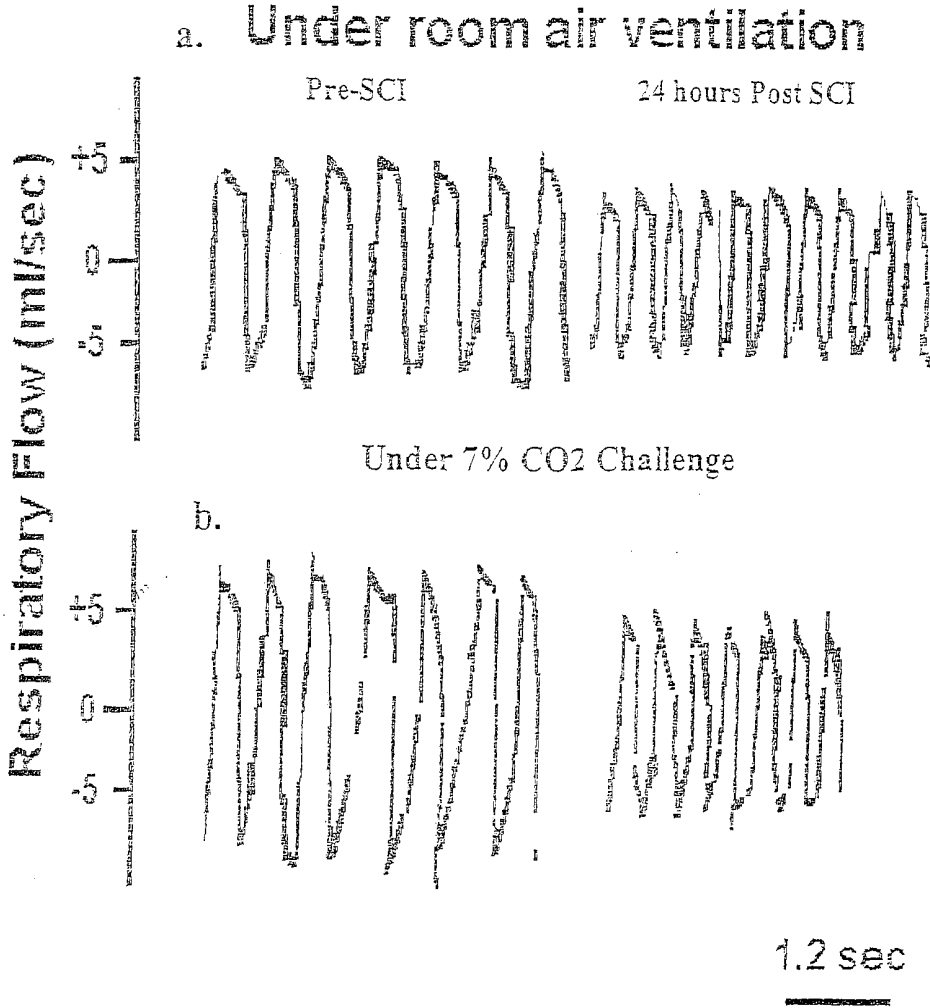 a. Under room air ventilation
Pre-SCI 24 hours Post SCI
Respiratory Flow (ml/sec)
+5
0
-5
Under 7% CO2 Challenge
b.
+5
0
-5
1.2 sec